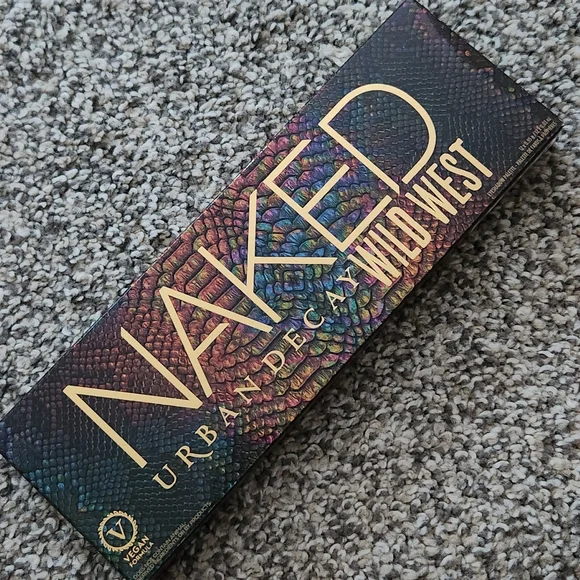 NAKED
WILD WEST
URBAN DECAY
V
VEGAN
FORMULA